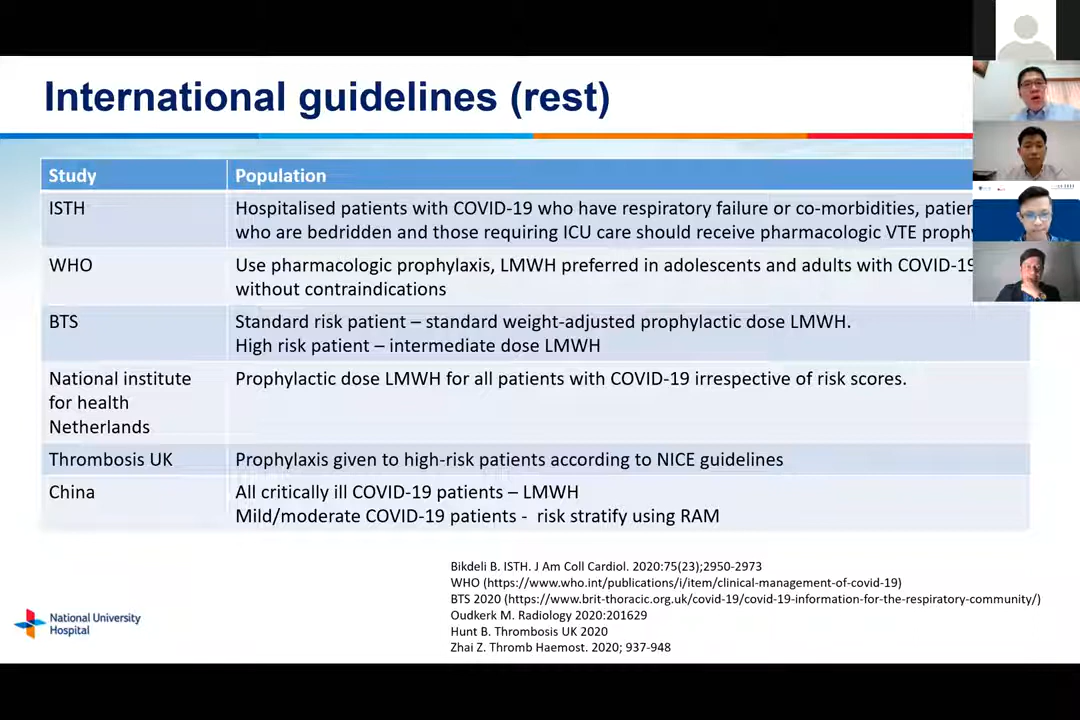 International guidelines (rest)
Study
Population
ISTH
Hospitalised patients with COVID-19 who have respiratory failure or co-morbidities,
who are bedridden and those requiring ICU care should receive pharmacologic VTE
WHO
Use pharmacologic prophylaxis, LMWH preferred in adolescents and adults with COVID-19
without contraindications
BTS
Standard risk patient – standard weight-adjusted prophylactic dose LMWH.
High risk patient – intermediate dose LMWH
National institute
for health
Netherlands
Prophylactic dose LMWH for all patients with COVID-19 irrespective of risk scores.
Thrombosis UK
Prophylaxis given to high-risk patients according to NICE guidelines
China
All critically ill COVID-19 patients – LMWH
Mild/moderate COVID-19 patients - risk stratify using RAM
Bikdeli B. ISTH. J Am Coll Cardiol. 2020:75(23);2950-2973
WHO (https://www.who.int/publications/i/item/clinical-management-of-covid-19)
BTS 2020 (https://www.brit-thoracic.org.uk/covid-19/covid-19-information-for-the-respiratory-community/)
Oudkerk M. Radiology 2020:201629
Hunt B. Thrombosis UK 2020
Zhai Z. Thromb Haemost. 2020; 937-948
National University
Hospital